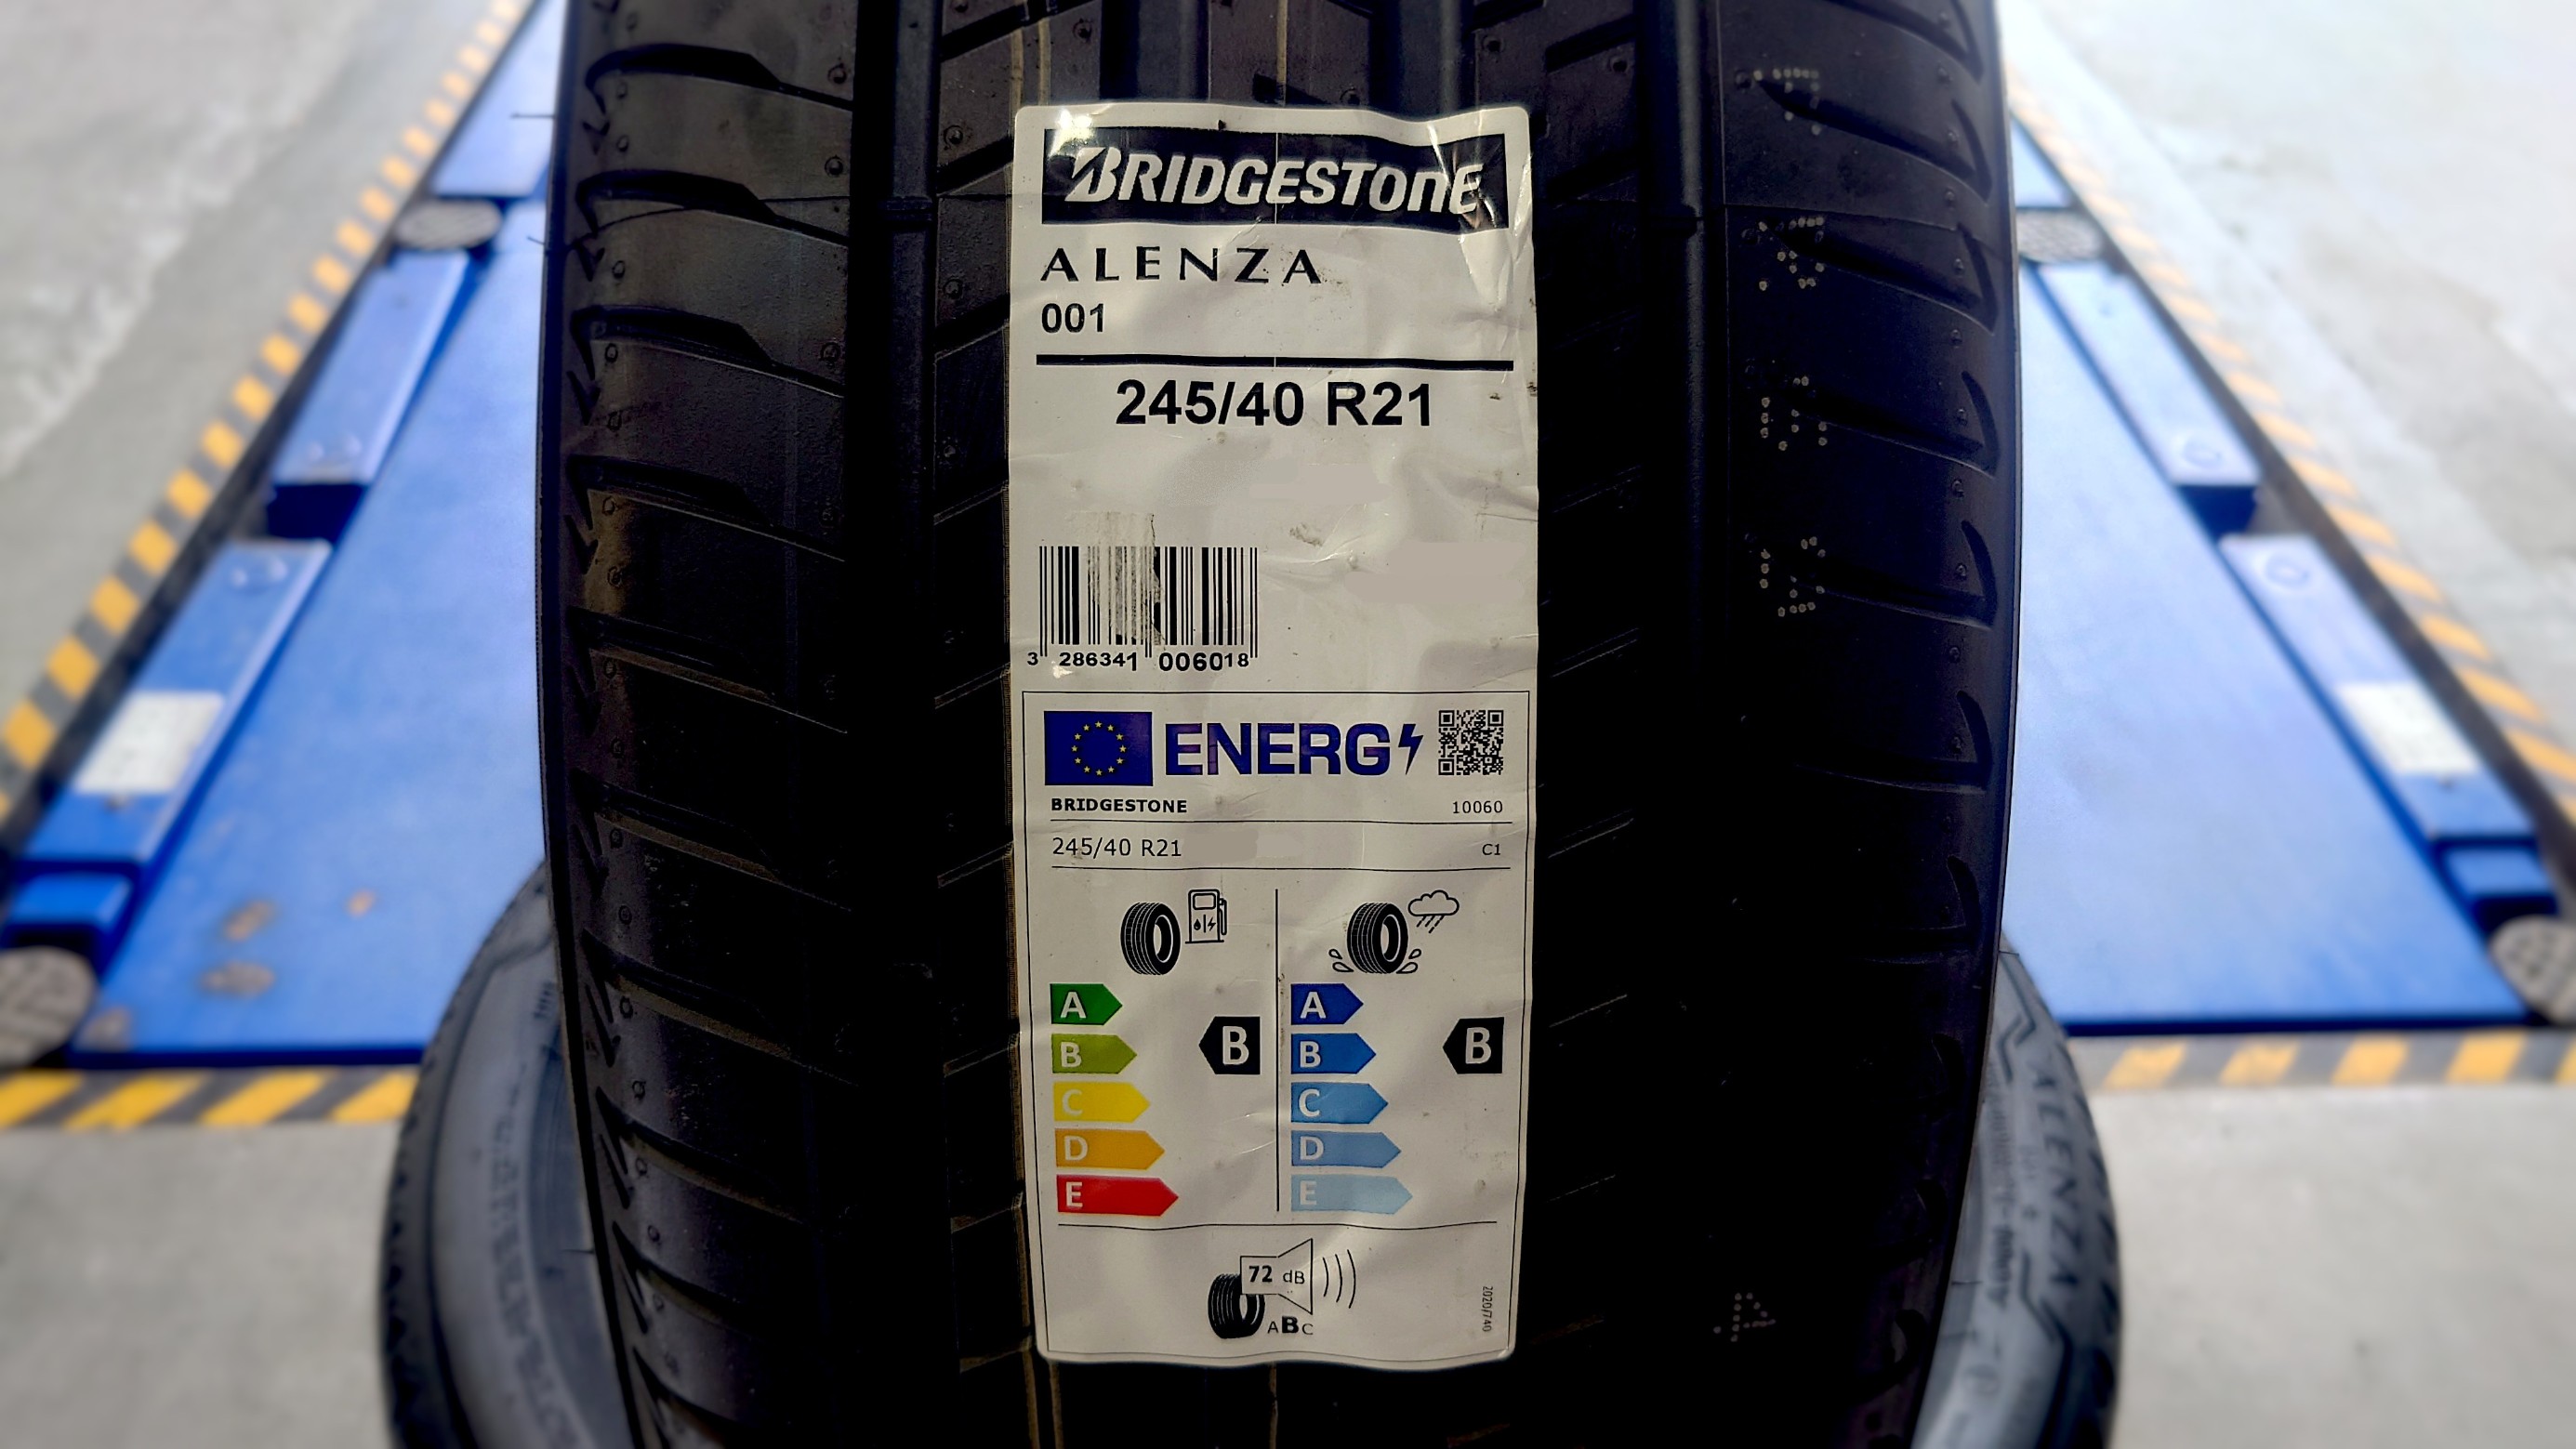 BRIDGESTONE
ALENZA
001
245/40 R21
3 286341 006018
ENERG
BRIDGESTONE 10060
245/40 R21 C1
A B A B
B
C C
D D
E E
72 dB
ABC
2020/740
ALENZA